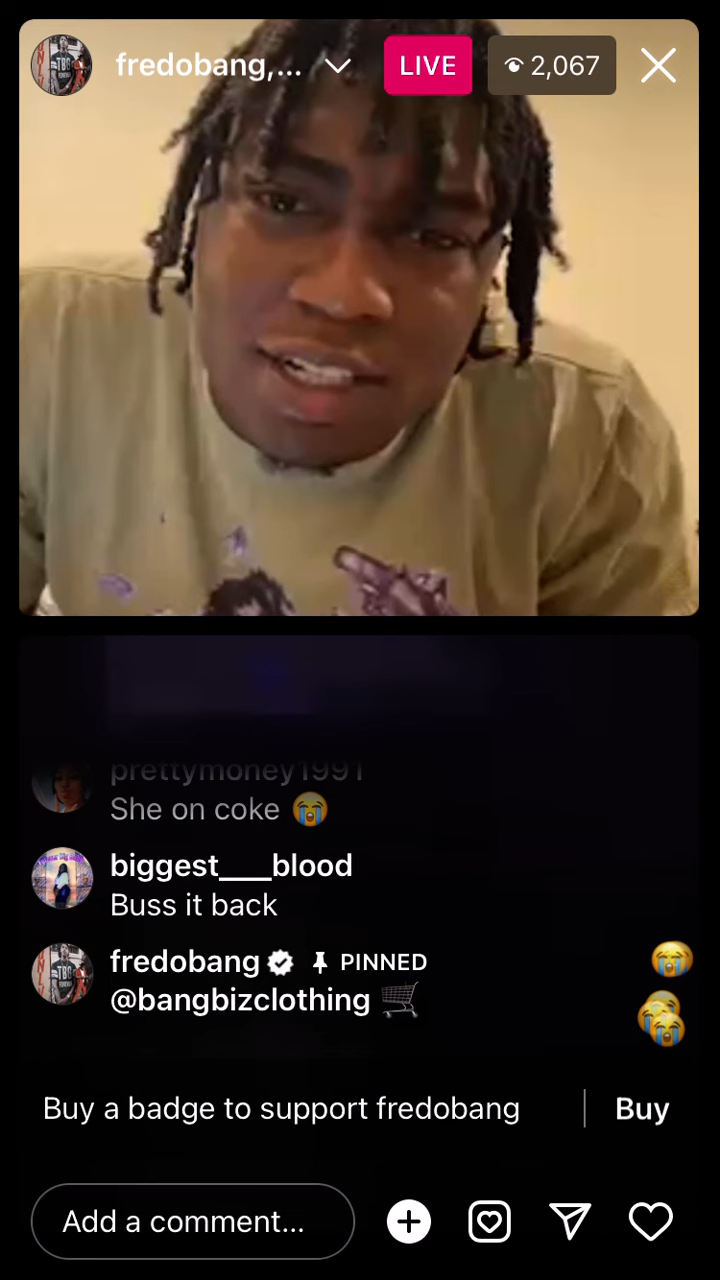 fredobang,...
LIVE
2,067
prettymoney1991
She on coke 😭
biggest___blood
Buss it back
fredobang PINNED
@bangbizclothing 🛒
Buy a badge to support fredobang
Buy
Add a comment...